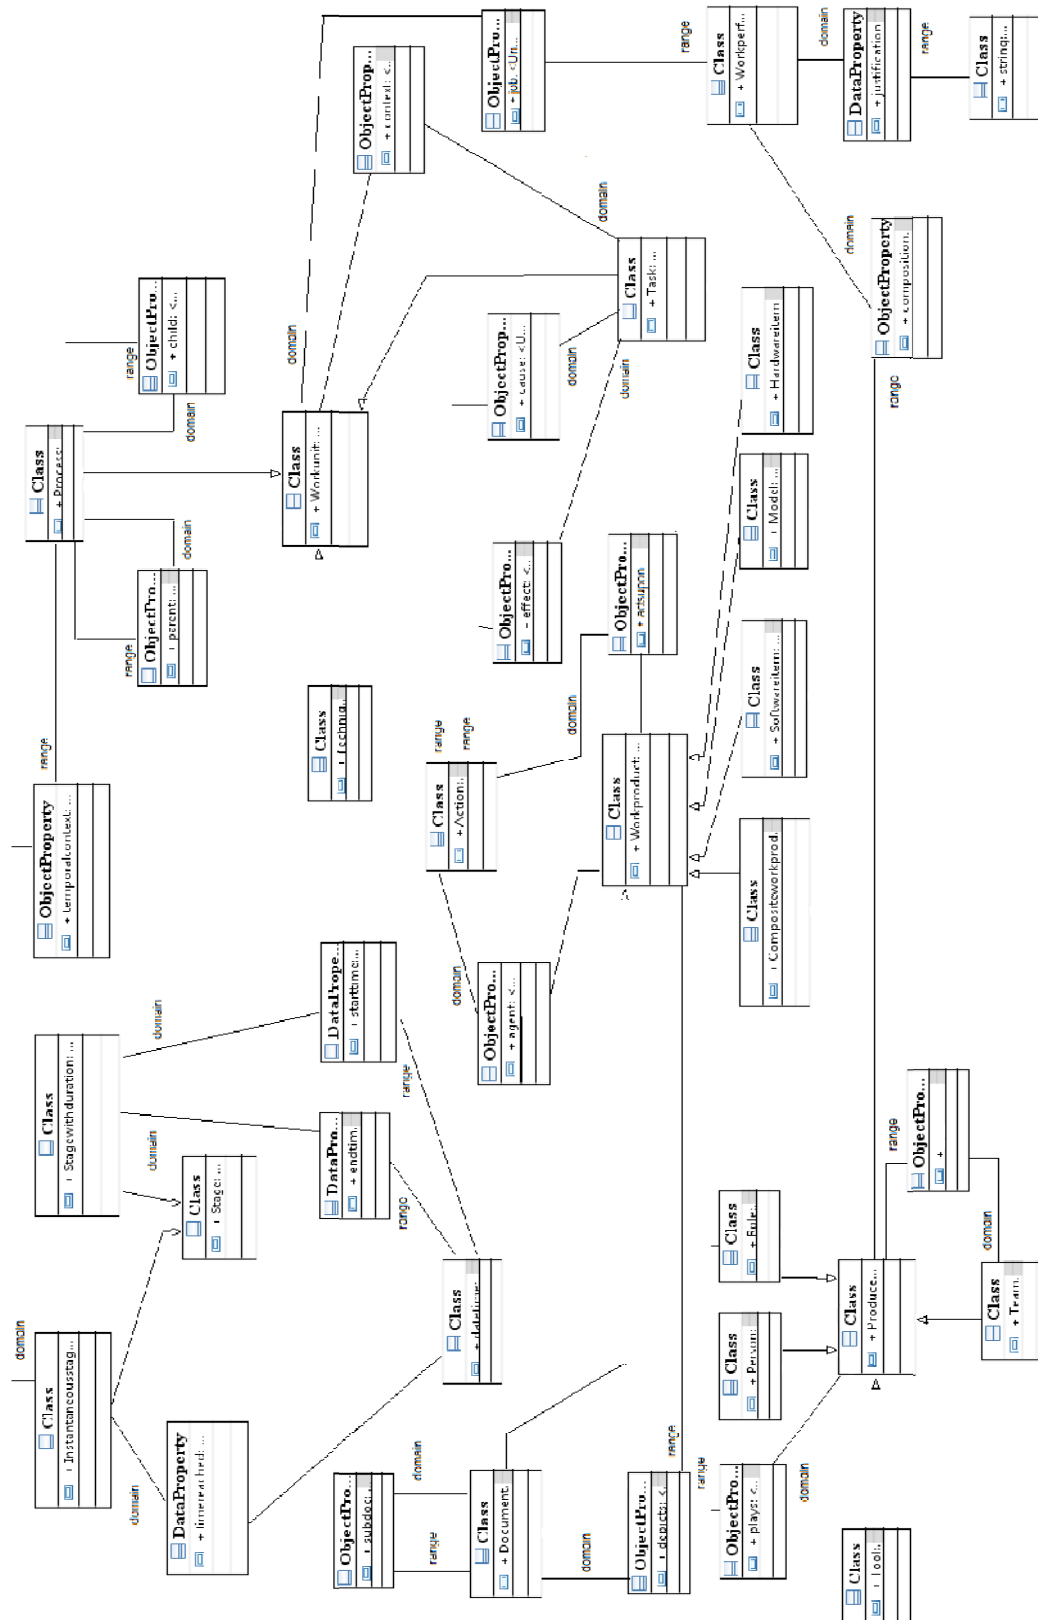 domain
Class
+ Instantaneousstag...
domain
DataProperty
+ timereached: ...
Class
+ Stagewithduration: ...
domain
domain
Class
+ Stage: ...
ObjectProperty
+ temporalcontext: ...
range
Class
+ Process:
range
domain
ObjectPro...
+ parent: ...
domain
range
ObjectPro...
+ child: <...
DataPro...
+ endtim.
DataPrope...
+ starttime:...
range
range
Class
+ datetime:
Class
+ Techniq..
Class
+ Workunit: ...
domain
ObjectProp...
+ context: <...
ObjectPro...
+ job: <Un...
ObjectPro...
+ subdoc:
range
domain
Class
+ Document.
domain
ObjectPro...
+ depicts: <...
range
Class
+ Action:.
range
range
domain
ObjectPro...
+ agent: <...
domain
ObjectPro...
+ effect: <...
ObjectProp...
+ cause: <U...
domain
domain
domain
Class
+ Task: ...
ObjectPro...
+ actsupon
Class
+ Workproduct: ...
Class
+ Compositeworkprod.
Class
+ Softwareitem: ...
Class
+ Model: ...
Class
+ Hardwareitem
range
Class
+ Workperf...
domain
DataProperty
+ justification
range
Class
+ string:
range
ObjectPro...
+ plays: <...
domain
Class
+ Person:
Class
+ Role:.
Class
+ Produce...
range
domain
ObjectProperty
+ composition.
Class
+ Tool:.
range
ObjectPro...
+
domain
Class
+ Team.